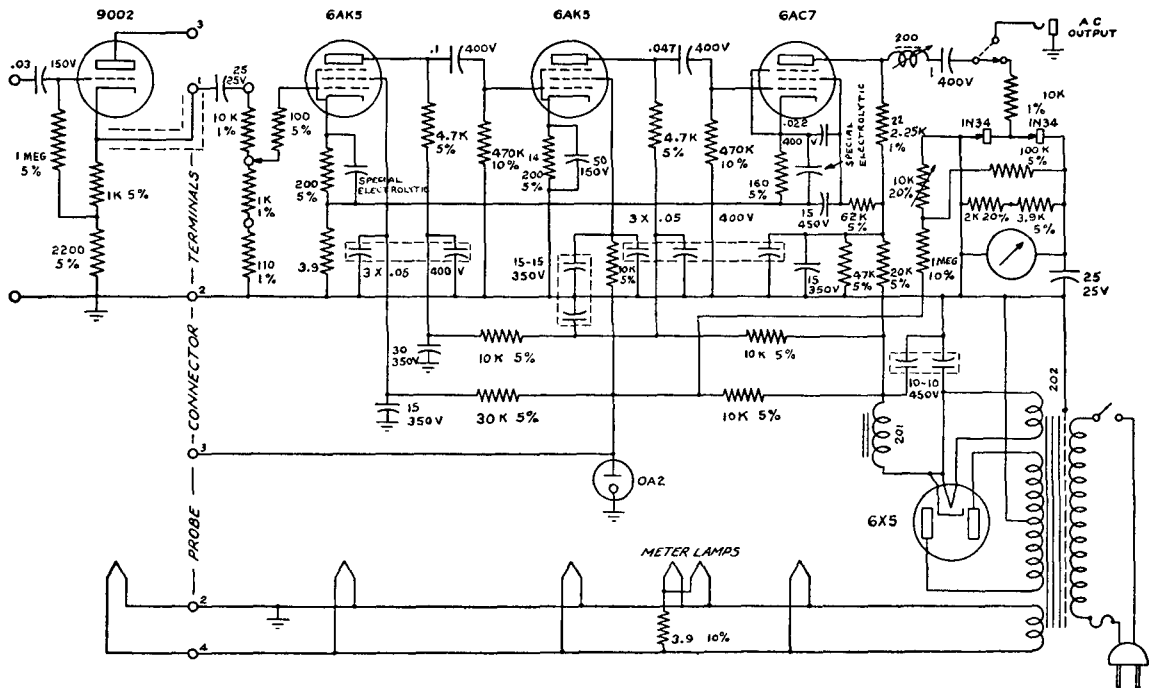 9002
6AK5
6AK5
6AC7
A C
OUTPUT
3
.03
150V
1
25
25V
10K
1%
100
5%
.1
400V
.047
400V
200
1
400V
10K
1%
1N34
1N34
100K
5%
1 MEG
5%
1K 5%
4.7K
5%
470K
10%
14
200
5%
50
150V
4.7K
5%
470K
10%
.022
400 V
SPECIAL
ELECTROLYTIC
22
2-25K
1%
10K
20%
2K 20%
3.9K
5%
200
5%
SPECIAL
ELECTROLYTIC
160
5%
15
450V
62K
5%
1K
1%
2200
5%
110
1%
3.9
3 X .05
400 V
15-15
350V
10K
5%
3 X .05
400V
15
350V
47K
5%
20K
5%
1 MEG
10%
25
25V
2
30
350V
10K 5%
10K 5%
15
350V
30K 5%
10K 5%
10-10
450V
201
202
3
OA2
6X5
PROBE — CONNECTOR — TERMINALS
METER LAMPS
2
3.9 10%
4